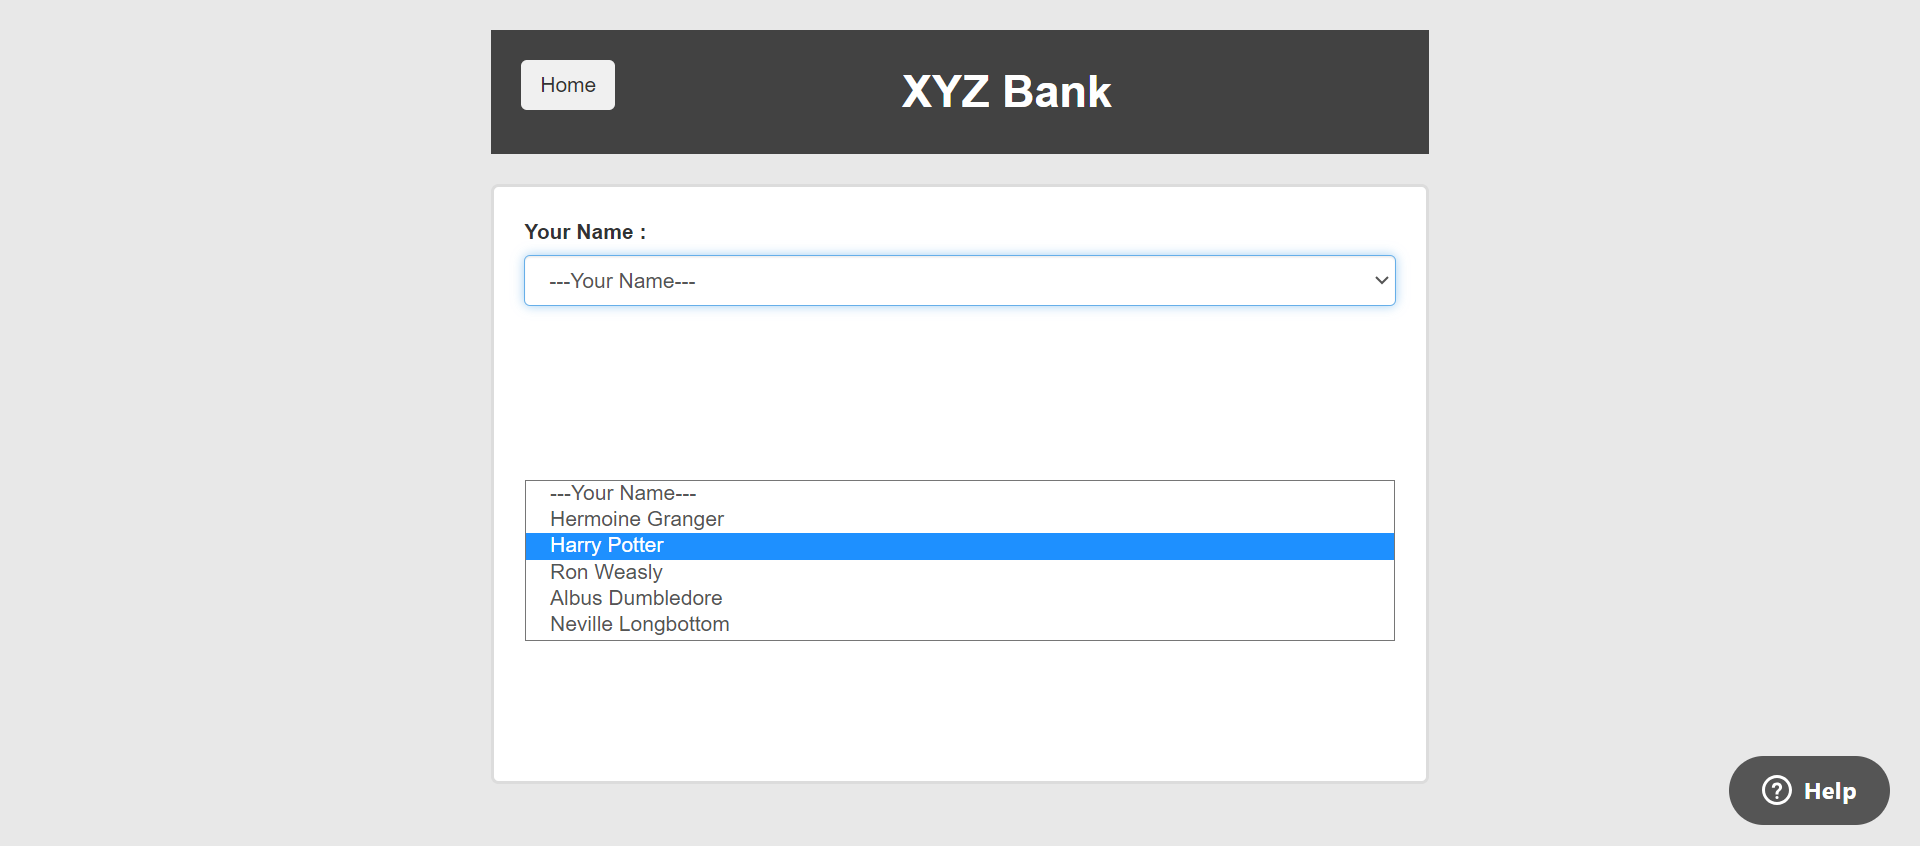 Home
XYZ Bank
Your Name :
---Your Name---
---Your Name---
Hermoine Granger
Harry Potter
Ron Weasly
Albus Dumbledore
Neville Longbottom
? Help